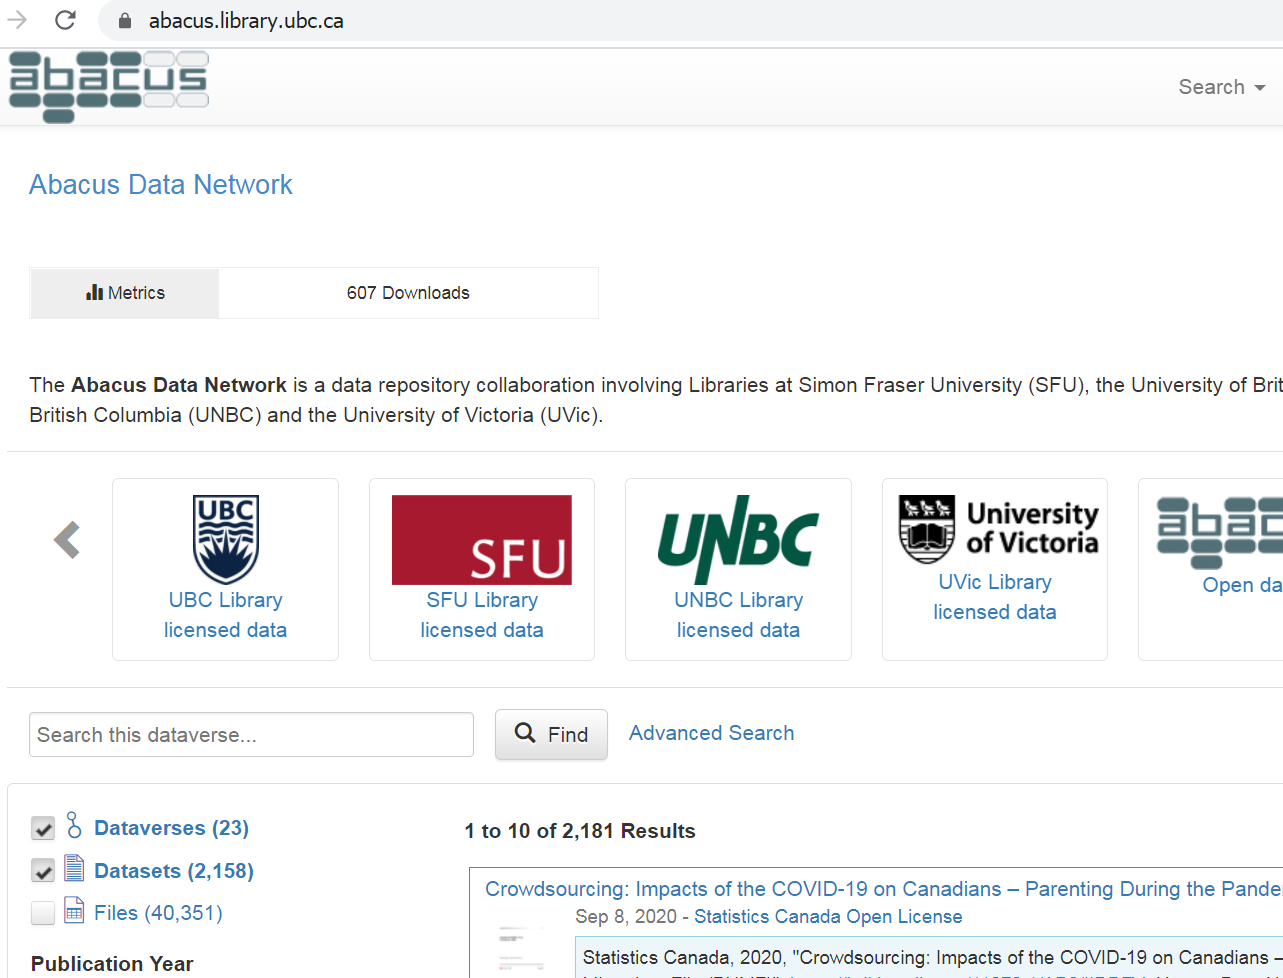 abacus.library.ubc.ca
abacus
Search
Abacus Data Network
Metrics
607 Downloads
The Abacus Data Network is a data repository collaboration involving Libraries at Simon Fraser University (SFU), the University of Brit
British Columbia (UNBC) and the University of Victoria (UVic).
UBC
UBC Library
licensed data
SFU
SFU Library
licensed data
UNBC
UNBC Library
licensed data
University
of Victoria
UVic Library
licensed data
abacu
Open da
Search this dataverse...
Find
Advanced Search
Dataverses (23)
Datasets (2,158)
Files (40,351)
Publication Year
1 to 10 of 2,181 Results
Crowdsourcing: Impacts of the COVID-19 on Canadians – Parenting During the Pande
Sep 8, 2020 - Statistics Canada Open License
Statistics Canada, 2020, "Crowdsourcing: Impacts of the COVID-19 on Canadians –